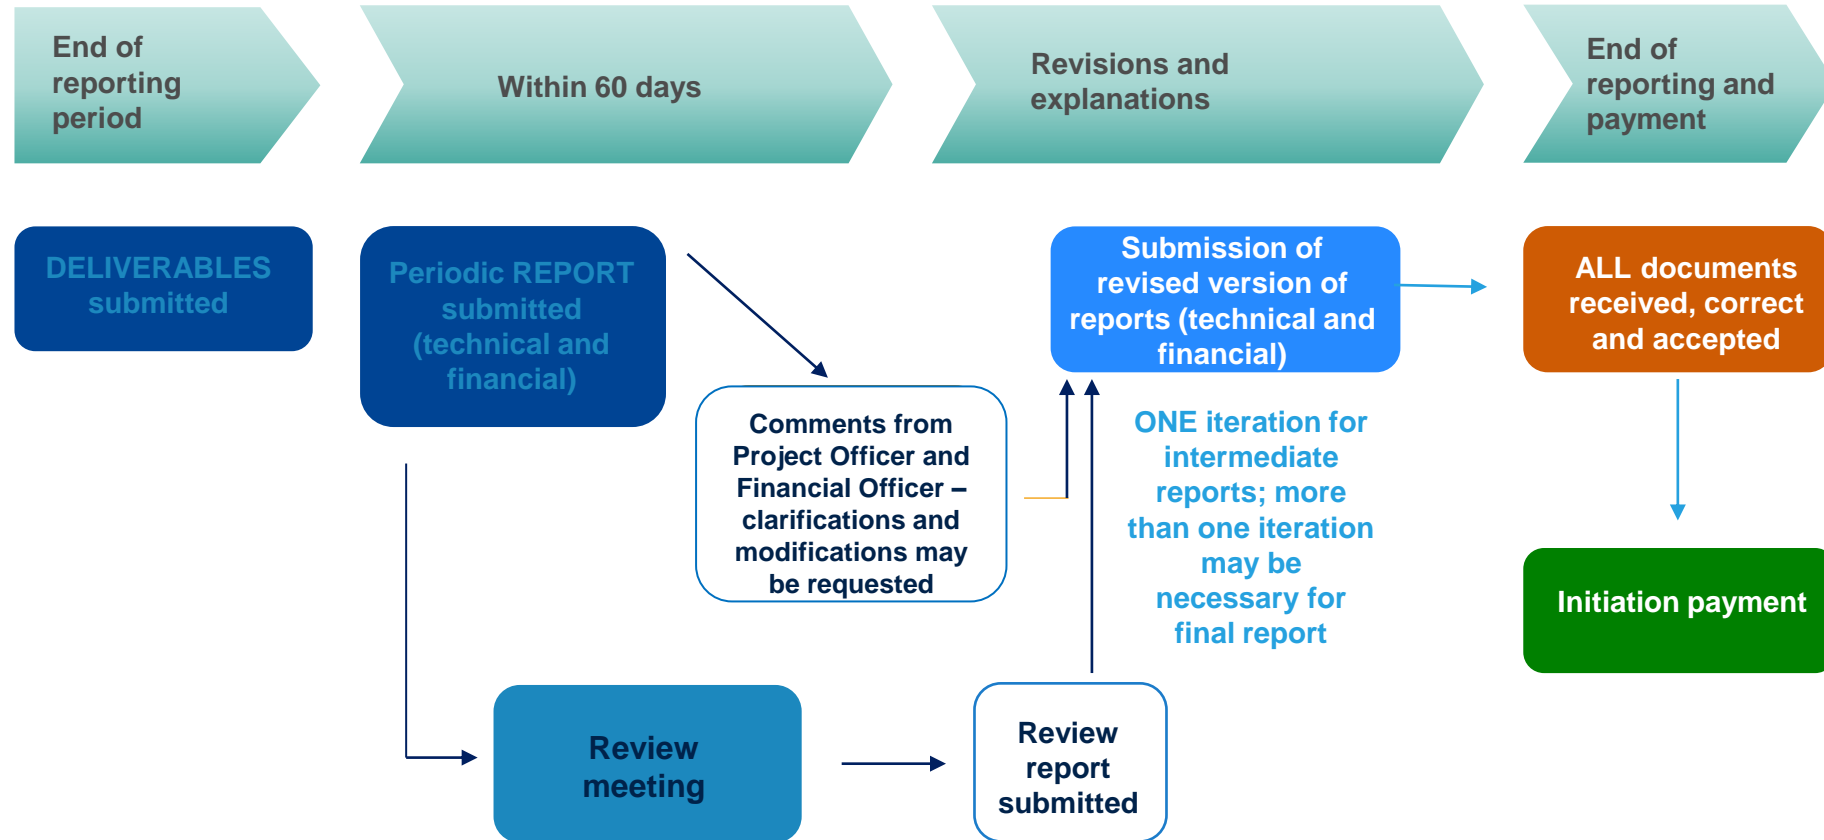 End of
reporting
period
Within 60 days
Revisions and
explanations
End of
reporting and
payment
DELIVERABLES
submitted
Periodic REPORT
submitted
(technical and
financial)
Submission of
revised version of
reports (technical and
financial)
ALL documents
received, correct
and accepted
Comments from
Project Officer and
Financial Officer –
clarifications and
modifications may
be requested
ONE iteration for
intermediate
reports; more
than one iteration
may be
necessary for
final report
Initiation payment
Review
meeting
Review
report
submitted